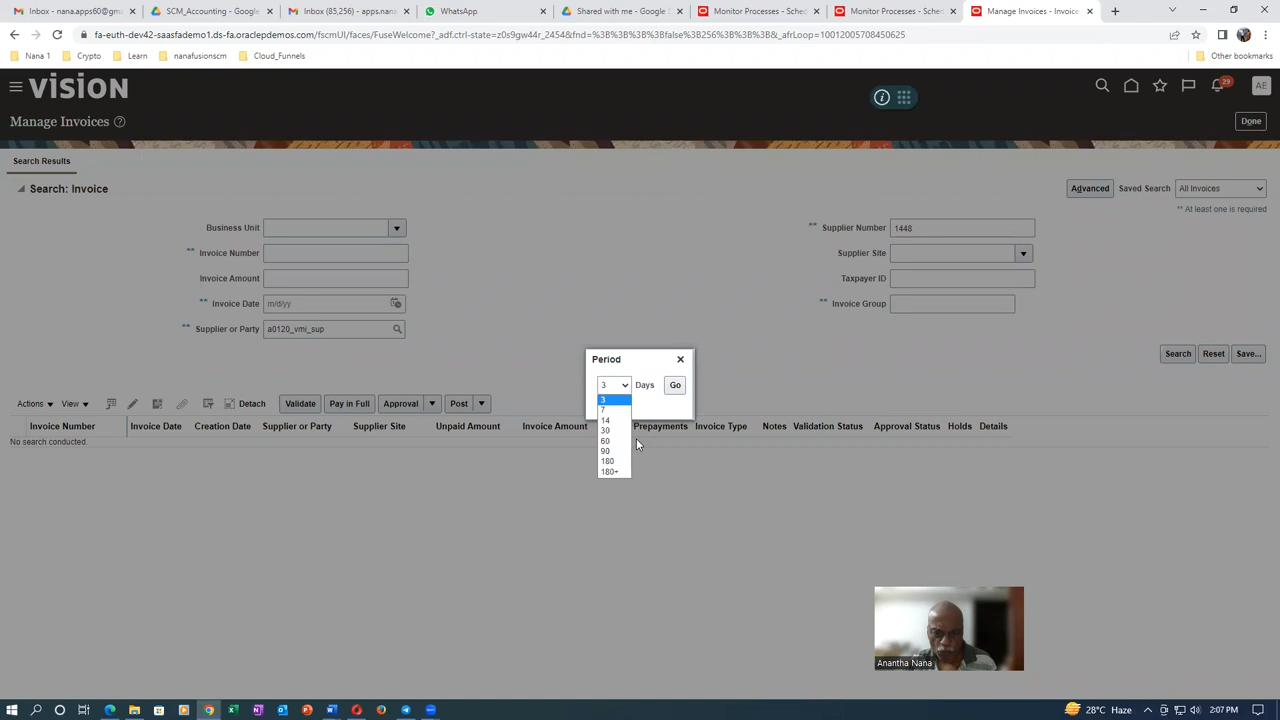 Inbox - nana.apps60@gma
SCM_Accounting - Google
Inbox (85,256) - apps.nana
WhatsApp
Shared with me - Google
Monitor Processes - Sche
Monitor Processes - Sche
Manage Invoices - Invoice
fa-euth-dev42-saasfademo1.ds-fa.oraclepdemos.com/fscmUI/faces/FuseWelcome?_adf.ctrl-state=z0s9gw44r_2454&fnd=%3B%3B%3B%3Bfalse%3B256%3B%3B%3B&_afrLoop=10012005708450625
Nana 1
Crypto
Learn
nanafusionscm
Cloud_Funnels
Other bookmarks
VISION
29
AE
Manage Invoices
Done
Search Results
Search: Invoice
Advanced
Saved Search
All Invoices
** At least one is required
Business Unit
** Supplier Number 1448
** Invoice Number
Supplier Site
Invoice Amount
Taxpayer ID
** Invoice Date m/d/yy
** Invoice Group
** Supplier or Party a0120_vmi_sup
Search
Reset
Save...
Period
3
Days
Go
3
7
14
30
60
90
180
180+
Actions
View
Detach
Validate
Pay in Full
Approval
Post
Invoice Number
Invoice Date
Creation Date
Supplier or Party
Supplier Site
Unpaid Amount
Invoice Amount
Prepayments
Invoice Type
Notes
Validation Status
Approval Status
Holds
Details
No search conducted.
Anantha Nana
28°C Haze
2:07 PM